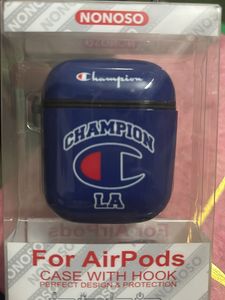 NONOSO
Champion
CHAMPION
LA
For AirPods
CASE WITH HOOK
PERFECT DESIGN & PROTECTION